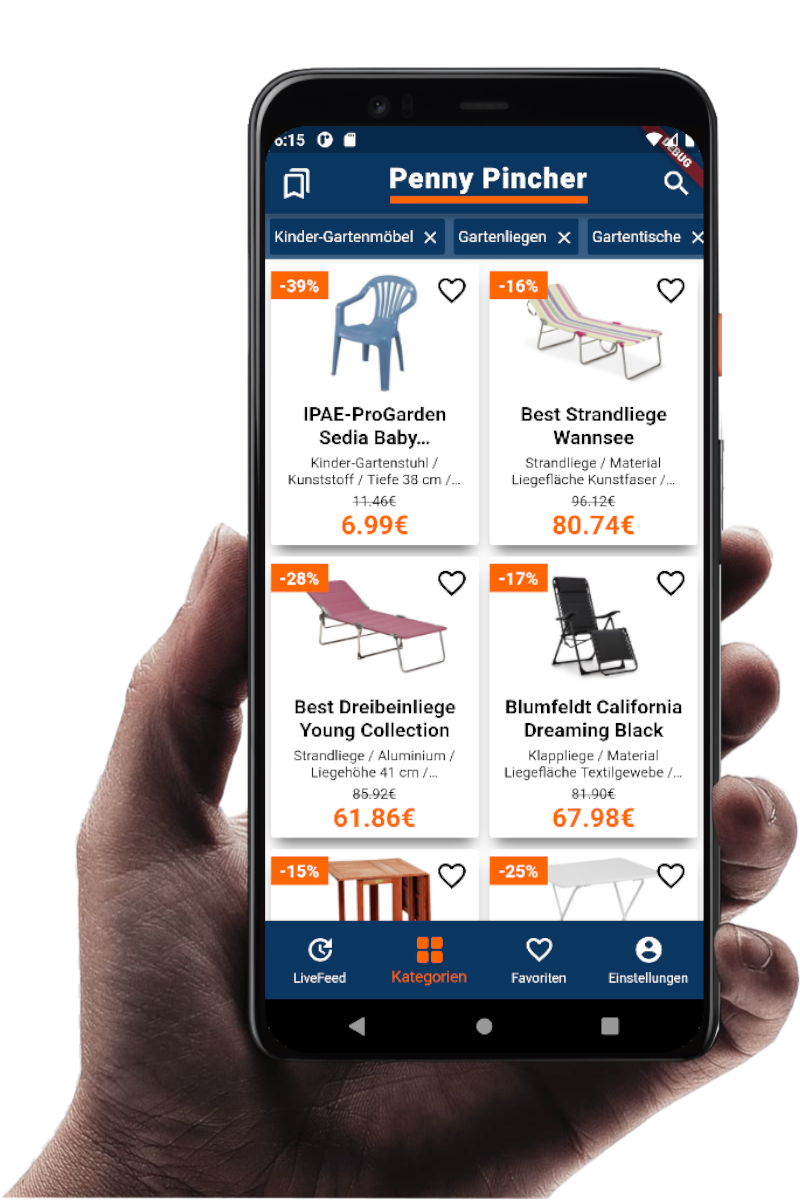 6:15
DEBUG
Penny Pincher
Kinder-Gartenmöbel Gartenliegen Gartentische
-39% -16%
IPAE-ProGarden Best Strandliege
Sedia Baby... Wannsee
Kinder-Gartenstuhl / Strandliege / Material
Kunststoff / Tiefe 38 cm /... Liegefläche Kunstfaser /...
11.46€ 96.12€
6.99€ 80.74€
-28% -17%
Best Dreibeinliege Blumfeldt California
Young Collection Dreaming Black
Strandliege / Aluminium / Klappliege / Material
Liegehöhe 41 cm /... Liegefläche Textilgewebe /...
85.92€ 81.90€
61.86€ 67.98€
-15% -25%
LiveFeed Kategorien Favoriten Einstellungen